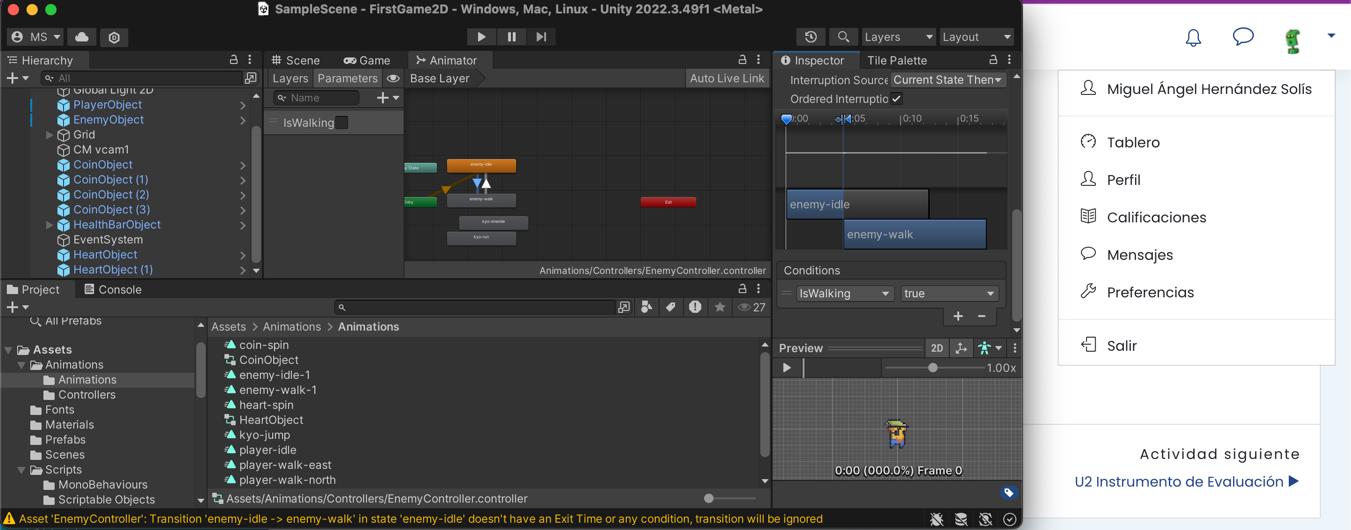 SampleScene - FirstGame2D - Windows, Mac, Linux - Unity 2022.3.49f1 <Metal>
MS
Layers
Layout
Hierarchy
All
Global Light 2D
PlayerObject
EnemyObject
Grid
CM vcam1
CoinObject
CoinObject (1)
CoinObject (2)
CoinObject (3)
HealthBarObject
EventSystem
HeartObject
HeartObject (1)
Scene
Game
Animator
Layers
Parameters
Base Layer
Auto Live Link
Name
IsWalking
enemy-idle
enemy-walk
kyo-run
Exit
Animations/Controllers/EnemyController.controller
Inspector
Tile Palette
Interruption Source
Current State Then
Ordered Interruptio
0:00
0:05
0:10
0:15
enemy-idle
enemy-walk
Conditions
IsWalking
true
Preview
2D
1.00x
0:00 (000.0%) Frame 0
Project
Console
27
All Prefabs
Assets
Animations
Animations
Controllers
Fonts
Materials
Prefabs
Scenes
Scripts
MonoBehaviours
Scriptable Objects
Assets > Animations > Animations
coin-spin
CoinObject
enemy-idle-1
enemy-walk-1
heart-spin
HeartObject
kyo-jump
player-idle
player-walk-east
player-walk-north
Assets/Animations/Controllers/EnemyController.controller
Asset 'EnemyController': Transition 'enemy-idle -> enemy-walk' in state 'enemy-idle' doesn't have an Exit Time or any condition, transition will be ignored
Miguel Ángel Hernández Solís
Tablero
Perfil
Calificaciones
Mensajes
Preferencias
Salir
Actividad siguiente
U2 Instrumento de Evaluación